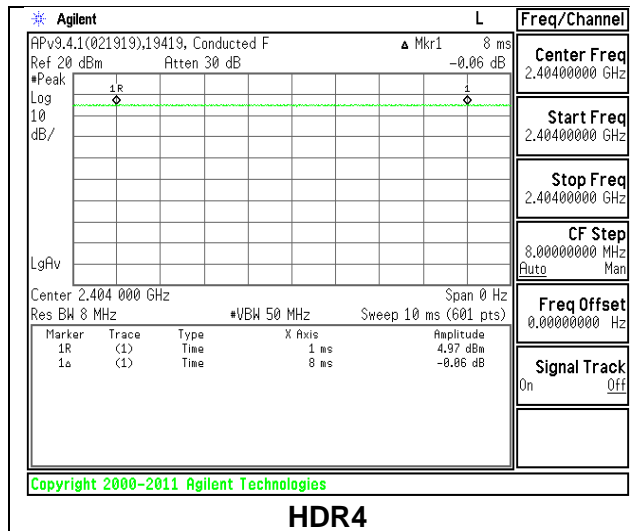 Agilent L
APv9.4.1(021919),19419, Conducted F ▵ Mkr1 8 ms
Ref 20 dBm Atten 30 dB -0.06 dB
#Peak
Log
10
dB/
1R 1
LgAv
Center 2.404 000 GHz Span 0 Hz
Res BW 8 MHz #VBW 50 MHz Sweep 10 ms (601 pts)
Marker Trace Type X Axis Amplitude
1R (1) Time 1 ms 4.97 dBm
1▵ (1) Time 8 ms -0.06 dB
Copyright 2000-2011 Agilent Technologies
Freq/Channel
Center Freq
2.40400000 GHz
Start Freq
2.40400000 GHz
Stop Freq
2.40400000 GHz
CF Step
8.00000000 MHz
Auto Man
Freq Offset
0.00000000 Hz
Signal Track
On Off
HDR4